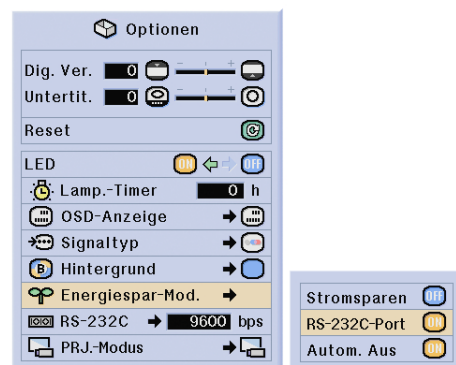 Optionen
Dig. Ver. 0 - +
Untertit. 0 - +
Reset
LED ON OFF
Lamp.-Timer 0 h
OSD-Anzeige
Signaltyp
B Hintergrund
Energiespar-Mod.
RS-232C 9600 bps
PRJ.-Modus
Stromsparen OFF
RS-232C-Port ON
Autom. Aus ON